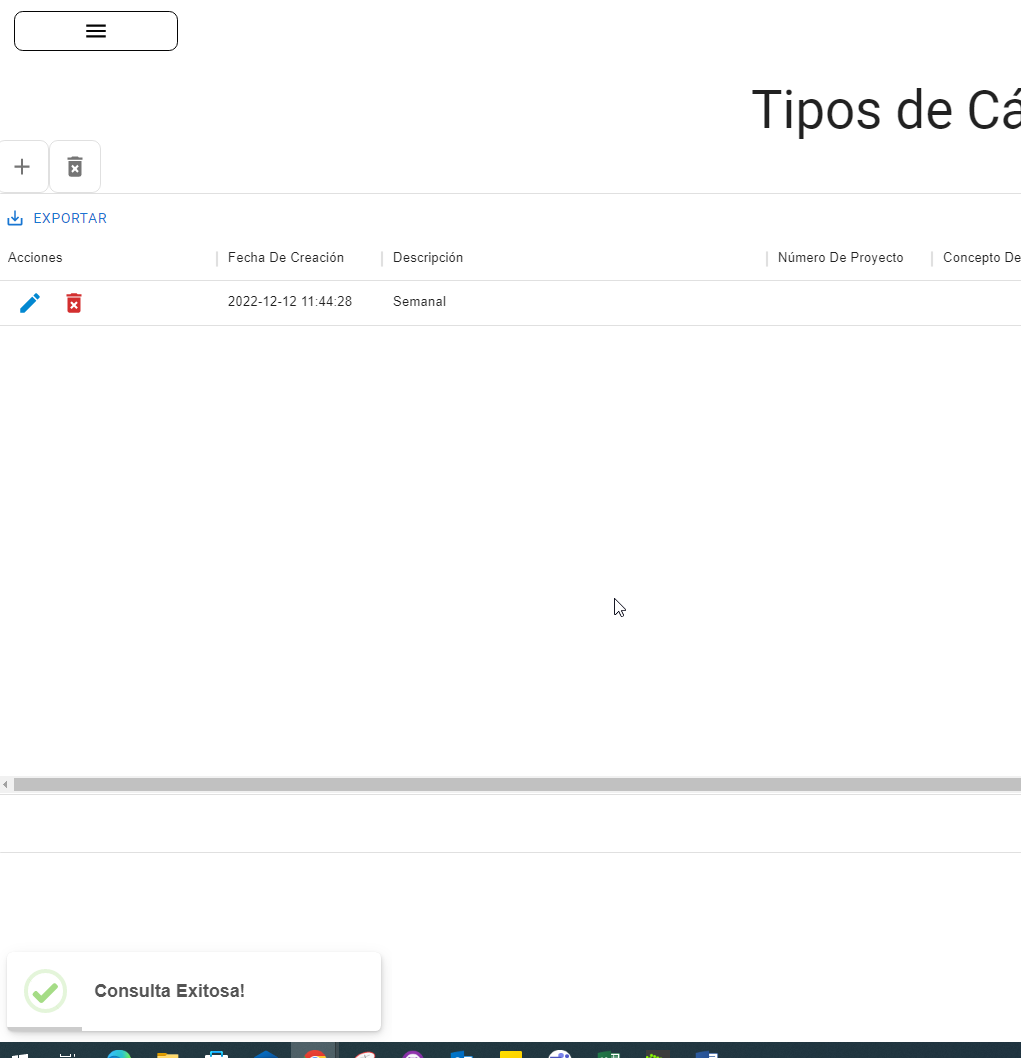 Tipos de Cá
EXPORTAR
Acciones Fecha De Creación Descripción Número De Proyecto Concepto De
2022-12-12 11:44:28 Semanal
Consulta Exitosa!